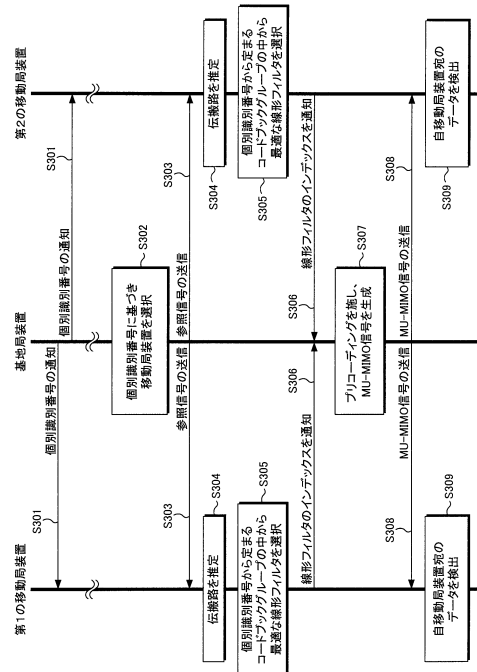 第1の移動局装置
基地局装置
第2の移動局装置
個別識別番号の通知
個別識別番号の通知
S301
S301
個別識別番号に基づき
移動局装置を選択
S302
参照信号の送信
参照信号の送信
S303
S303
伝搬路を推定
S304
伝搬路を推定
S304
個別識別番号から定まる
コードブックグループの中から
最適な線形フィルタを選択
S305
個別識別番号から定まる
コードブックグループの中から
最適な線形フィルタを選択
S305
線形フィルタのインデックスを通知
S306
線形フィルタのインデックスを通知
S306
プリコーディングを施し、
MU-MIMO信号を生成
S307
MU-MIMO信号の送信
MU-MIMO信号の送信
S308
S308
自移動局装置宛の
データを検出
S309
自移動局装置宛の
データを検出
S309